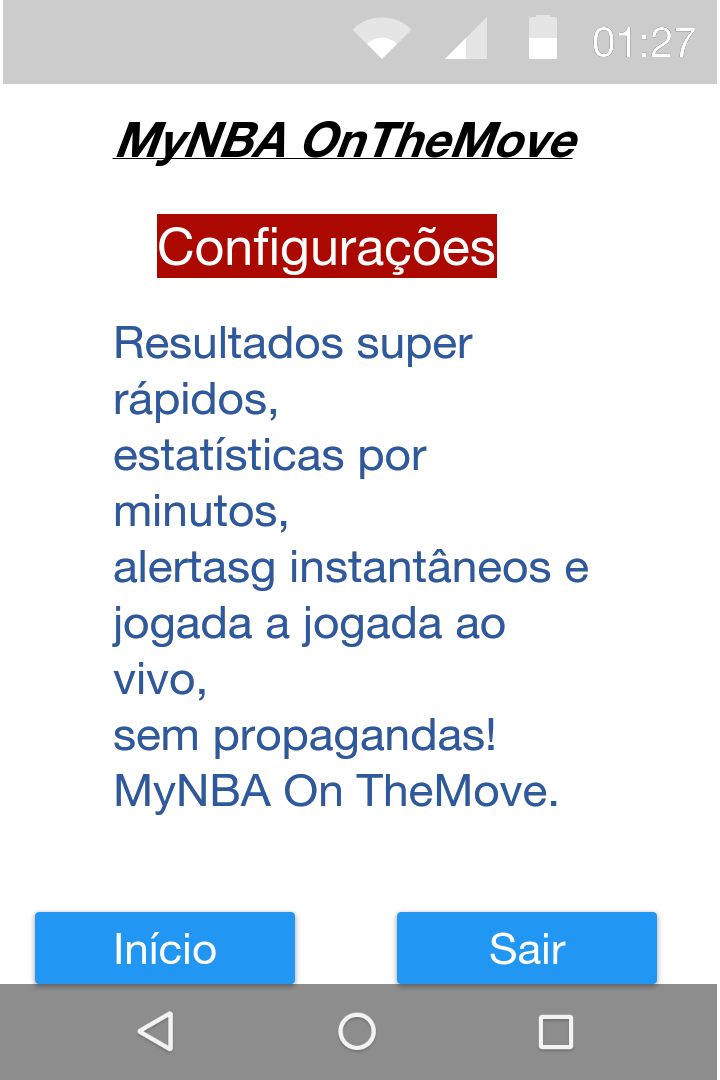 01:27
MyNBA OnTheMove
Configurações
Resultados super
rápidos,
estatísticas por
minutos,
alertasg instantâneos e
jogada a jogada ao
vivo,
sem propagandas!
MyNBA On TheMove.
Início
Sair